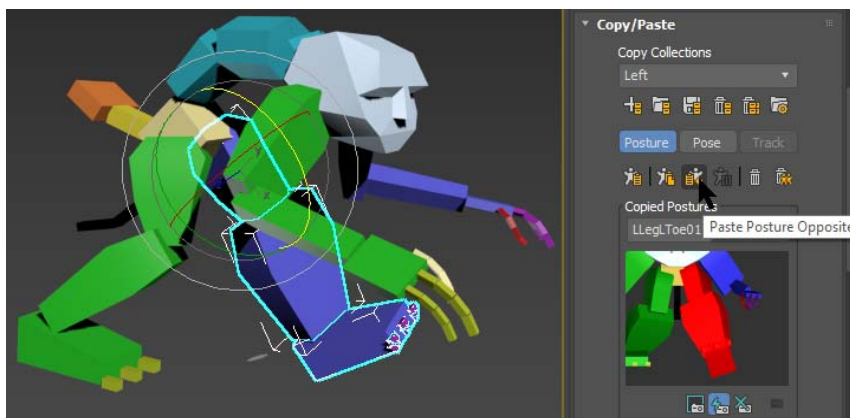 Copy/Paste
Copy Collections
Left
Posture Pose Track
Copied Postures
LLegLToe01
Paste Posture Opposite
y
x